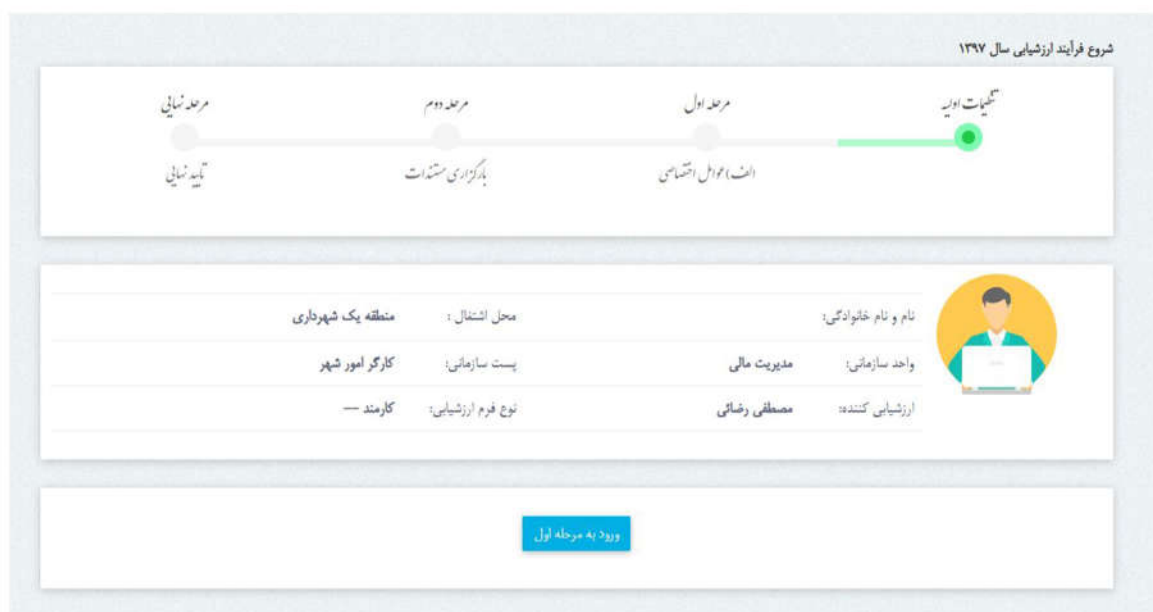 شروع فرآیند ارزشیابی سال ۱۳۹۷
تنظیمات اولیه مرحله اول مرحله دوم مرحله نهایی
الف) عوامل اختصاصی بارگزاری مستندات تایید نهایی
نام و نام خانوادگی: محل اشتغال : منطقه یک شهرداری
واحد سازمانی: مدیریت مالی پست سازمانی: کارگر امور شهر
ارزشیابی کننده: مصطفی رضائی نوع فرم ارزشیابی: کارمند ---
ورود به مرحله اول